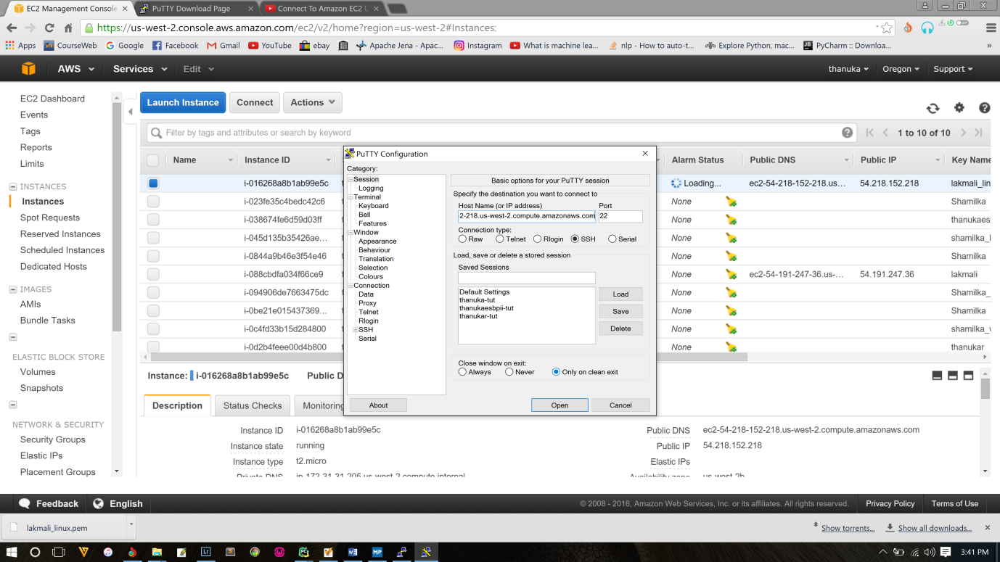 EC2 Management Console
PuTTY Download Page
Connect To Amazon EC2 L
https://us-west-2.console.aws.amazon.com/ec2/v2/home?region=us-west-2#Instances:
Apps CourseWeb Google Facebook Gmail YouTube ebay Apache Jena - Apac... Instagram What is machine lea... nlp - How to auto-t... Explore Python, mac... PyCharm :: Downloa... »
AWS Services Edit thanuka Oregon Support
EC2 Dashboard
Events
Tags
Reports
Limits
INSTANCES
Instances
Spot Requests
Reserved Instances
Scheduled Instances
Dedicated Hosts
IMAGES
AMIs
Bundle Tasks
ELASTIC BLOCK STORE
Volumes
Snapshots
NETWORK & SECURITY
Security Groups
Elastic IPs
Placement Groups
Launch Instance Connect Actions
Filter by tags and attributes or search by keyword
1 to 10 of 10
Name Instance ID Alarm Status Public DNS Public IP Key Name
i-016268a8b1ab99e5c Loading... ec2-54-218-152-218.us... 54.218.152.218 lakmali_lin
i-023fe35c4bedc42c6 None Shamilka
i-038674fe6d59d03ff None thanukaes
i-045d135b35426ae... None shamilka_l
i-0844a9b46e3f54e46 None Shamilka
i-088cbdfa034f66ce9 None ec2-54-191-247-36.us-... 54.191.247.36 lakmali
i-094906de7663475dc None Shamilka_
i-0be21e015437369... None Shamilka
i-0c4fd33b15d284800 None shamilka_w
i-0d2b4feee00d4b800 None thanukar
PuTTY Configuration
Category:
Session
Logging
Terminal
Keyboard
Bell
Features
Window
Appearance
Behaviour
Translation
Selection
Colours
Connection
Data
Proxy
Telnet
Rlogin
SSH
Serial
Basic options for your PuTTY session
Specify the destination you want to connect to
Host Name (or IP address) Port
2-218.us-west-2.compute.amazonaws.com 22
Connection type:
Raw Telnet Rlogin SSH Serial
Load, save or delete a stored session
Saved Sessions
Default Settings
thanuka-tut
thanukaesbpii-tut
thanukar-tut
Load
Save
Delete
Close window on exit:
Always Never Only on clean exit
About Open Cancel
Instance: i-016268a8b1ab99e5c Public D
Description Status Checks Monitoring
Instance ID i-016268a8b1ab99e5c Public DNS ec2-54-218-152-218.us-west-2.compute.amazonaws.com
Instance state running Public IP 54.218.152.218
Instance type t2.micro Elastic IPs
Private DNS ip-172-31-31-205.us-west-2.compute.internal Availability zone us-west-2b
Feedback English © 2008 - 2016, Amazon Web Services, Inc. or its affiliates. All rights reserved. Privacy Policy Terms of Use
lakmali_linux.pem Show torrents... Show all downloads...
3:41 PM